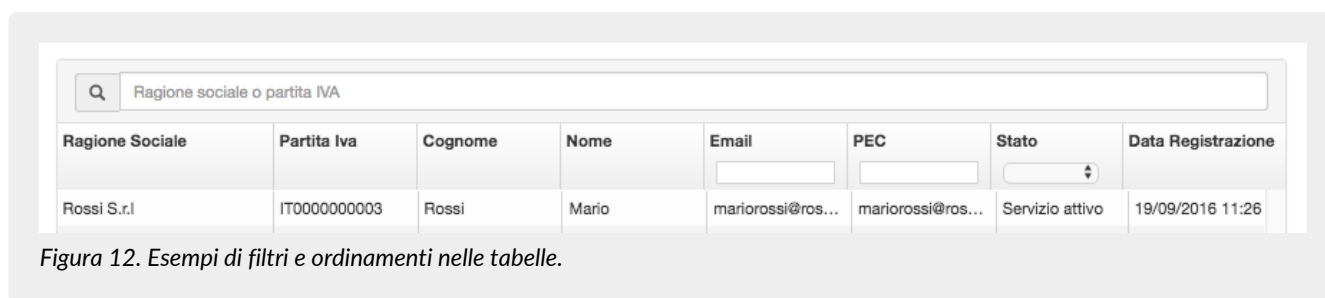 Ragione sociale o partita IVA
Ragione Sociale Partita Iva Cognome Nome Email PEC Stato Data Registrazione
Rossi S.r.l IT0000000003 Rossi Mario mariorossi@ros... mariorossi@ros... Servizio attivo 19/09/2016 11:26
Figura 12. Esempi di filtri e ordinamenti nelle tabelle.